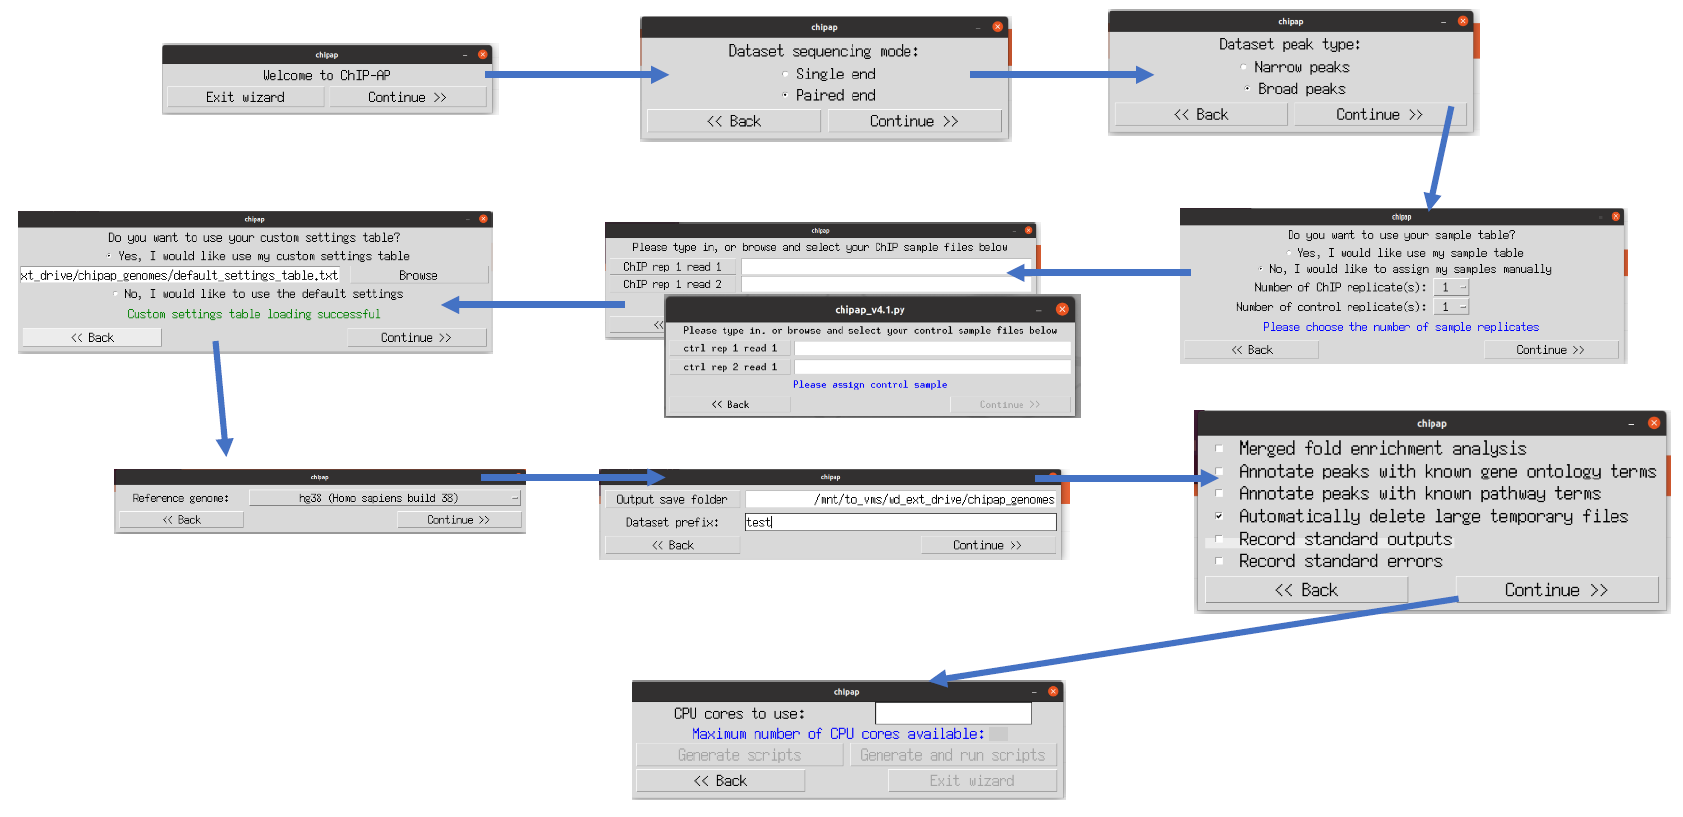 chipap
Welcome to ChIP-AP
Exit wizard
Continue >>
chipap
Dataset sequencing mode:
Single end
Paired end
<< Back
Continue >>
chipap
Dataset peak type:
Narrow peaks
Broad peaks
<< Back
Continue >>
chipap
Do you want to use your sample table?
Yes, I would like use my sample table
No, I would like to assign my samples manually
Number of ChIP replicate(s): 1
Number of control replicate(s): 1
Please choose the number of sample replicates
<< Back
Continue >>
chipap
Please type in, or browse and select your ChIP sample files below
ChIP rep 1 read 1
ChIP rep 1 read 2
<<
chipap_v4.1.py
Please type in, or browse and select your control sample files below
ctrl rep 1 read 1
ctrl rep 2 read 1
Please assign control sample
<< Back
Continue >>
chipap
Do you want to use your custom settings table?
Yes, I would like use my custom settings table
xt_drive/chipap_genomes/default_settings_table.txt
Browse
No, I would like to use the default settings
Custom settings table loading successful
<< Back
Continue >>
chipap
Reference genome:
hg38 (Homo sapiens build 38)
<< Back
Continue >>
chipap
Output save folder
/mnt/to_vms/wd_ext_drive/chipap_genomes
Dataset prefix:
test
<< Back
Continue >>
chipap
Merged fold enrichment analysis
Annotate peaks with known gene ontology terms
Annotate peaks with known pathway terms
Automatically delete large temporary files
Record standard outputs
Record standard errors
<< Back
Continue >>
chipap
CPU cores to use:
Maximum number of CPU cores available:
Generate scripts
Generate and run scripts
<< Back
Exit wizard